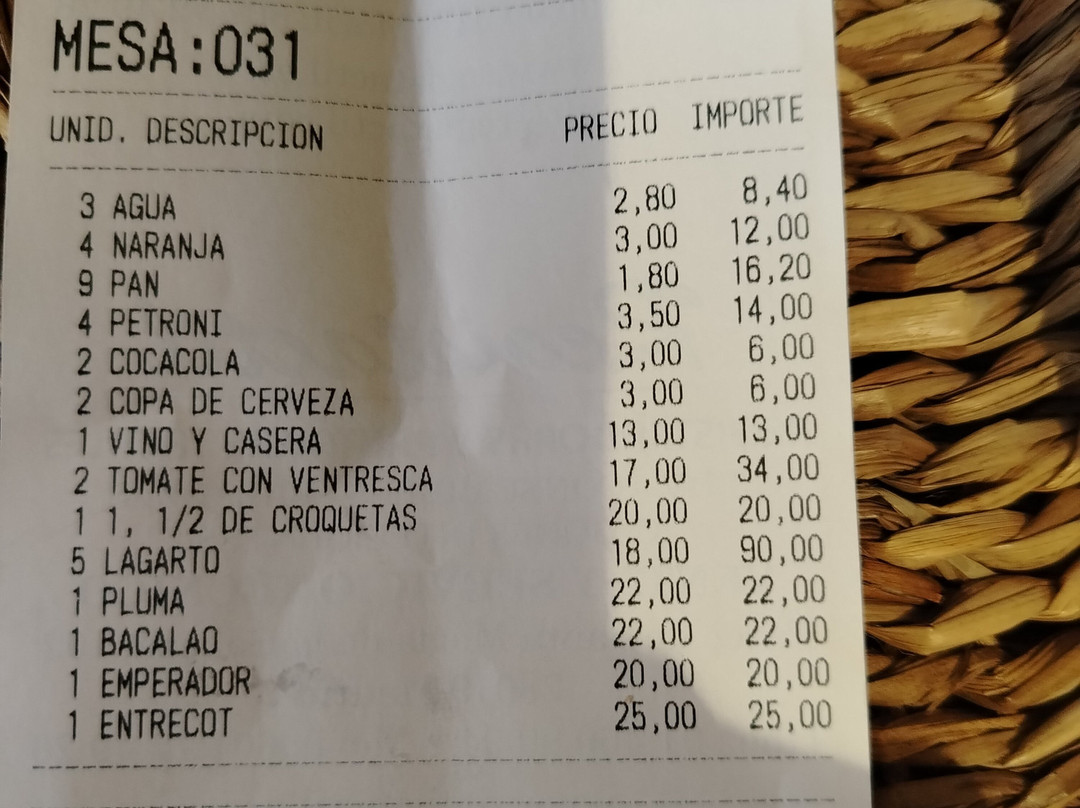 MESA:031
UNID. DESCRIPCION PRECIO IMPORTE
3 AGUA 2,80 8,40
4 NARANJA 3,00 12,00
9 PAN 1,80 16,20
4 PETRONI 3,50 14,00
2 COCACOLA 3,00 6,00
2 COPA DE CERVEZA 3,00 6,00
1 VINO Y CASERA 13,00 13,00
2 TOMATE CON VENTRESCA 17,00 34,00
1 1, 1/2 DE CROQUETAS 20,00 20,00
5 LAGARTO 18,00 90,00
1 PLUMA 22,00 22,00
1 BACALAO 22,00 22,00
1 EMPERADOR 20,00 20,00
1 ENTRECOT 25,00 25,00